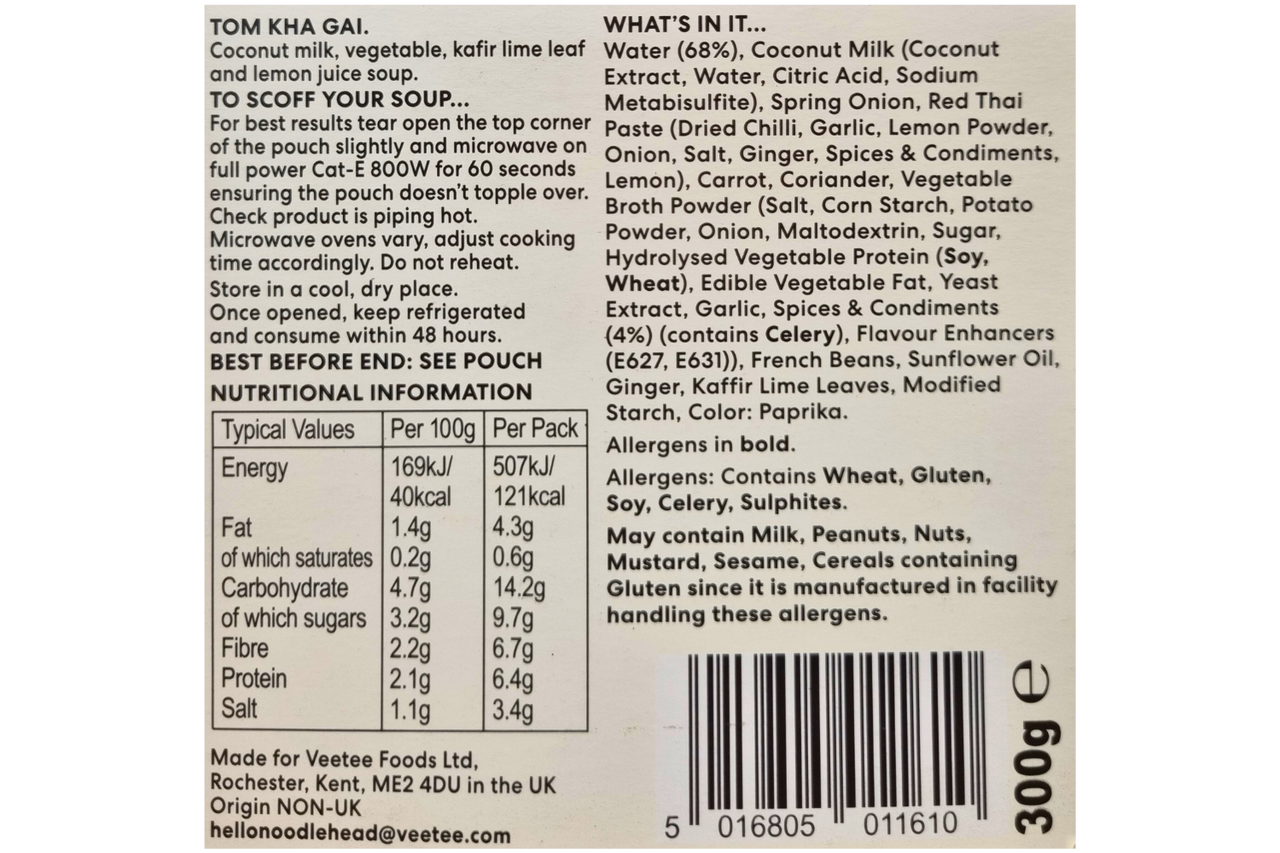 TOM KHA GAI.
Coconut milk, vegetable, kafir lime leaf
and lemon juice soup.
TO SCOFF YOUR SOUP...
For best results tear open the top corner
of the pouch slightly and microwave on
full power Cat-E 800W for 60 seconds
ensuring the pouch doesn't topple over.
Check product is piping hot.
Microwave ovens vary, adjust cooking
time accordingly. Do not reheat.
Store in a cool, dry place.
Once opened, keep refrigerated
and consume within 48 hours.
BEST BEFORE END: SEE POUCH
NUTRITIONAL INFORMATION
Typical Values Per 100g Per Pack
Energy 169kJ/ 507kJ/
40kcal 121kcal
Fat 1.4g 4.3g
of which saturates 0.2g 0.6g
Carbohydrate 4.7g 14.2g
of which sugars 3.2g 9.7g
Fibre 2.2g 6.7g
Protein 2.1g 6.4g
Salt 1.1g 3.4g
Made for Veetee Foods Ltd,
Rochester, Kent, ME2 4DU in the UK
Origin NON-UK
hellonoodlehead@veetee.com
WHAT'S IN IT...
Water (68%), Coconut Milk (Coconut
Extract, Water, Citric Acid, Sodium
Metabisulfite), Spring Onion, Red Thai
Paste (Dried Chilli, Garlic, Lemon Powder,
Onion, Salt, Ginger, Spices & Condiments,
Lemon), Carrot, Coriander, Vegetable
Broth Powder (Salt, Corn Starch, Potato
Powder, Onion, Maltodextrin, Sugar,
Hydrolysed Vegetable Protein (Soy,
Wheat), Edible Vegetable Fat, Yeast
Extract, Garlic, Spices & Condiments
(4%) (contains Celery), Flavour Enhancers
(E627, E631)), French Beans, Sunflower Oil,
Ginger, Kaffir Lime Leaves, Modified
Starch, Color: Paprika.
Allergens in bold.
Allergens: Contains Wheat, Gluten,
Soy, Celery, Sulphites.
May contain Milk, Peanuts, Nuts,
Mustard, Sesame, Cereals containing
Gluten since it is manufactured in facility
handling these allergens.
5 016805 011610
300g e